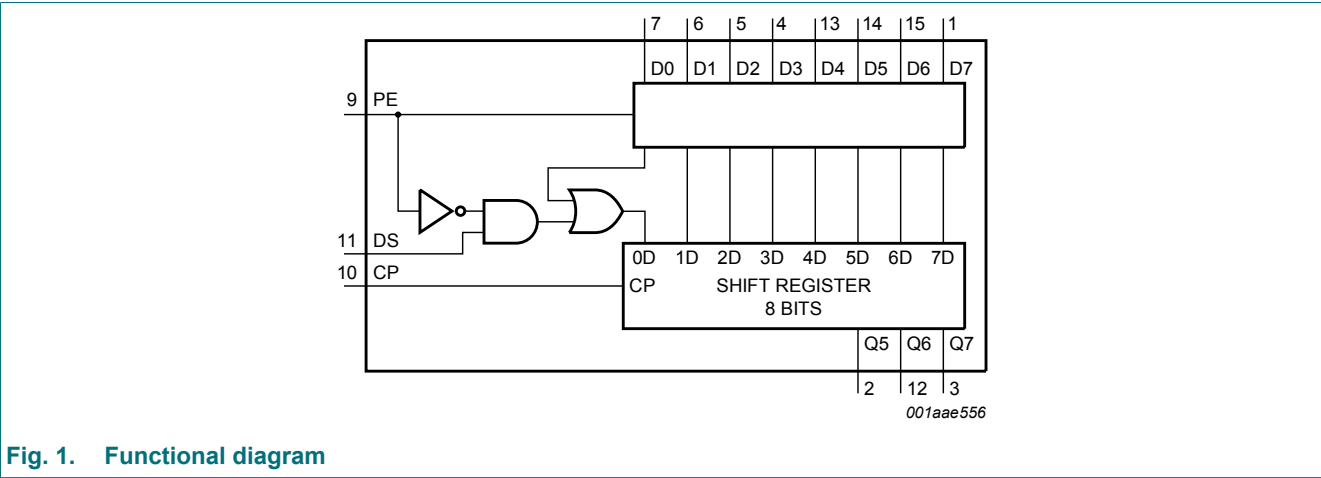 7 6 5 4 13 14 15 1
D0 D1 D2 D3 D4 D5 D6 D7
9 PE
11 DS
0D 1D 2D 3D 4D 5D 6D 7D
10 CP
CP SHIFT REGISTER
8 BITS
Q5 Q6 Q7
2 12 3
001aae556
Fig. 1. Functional diagram